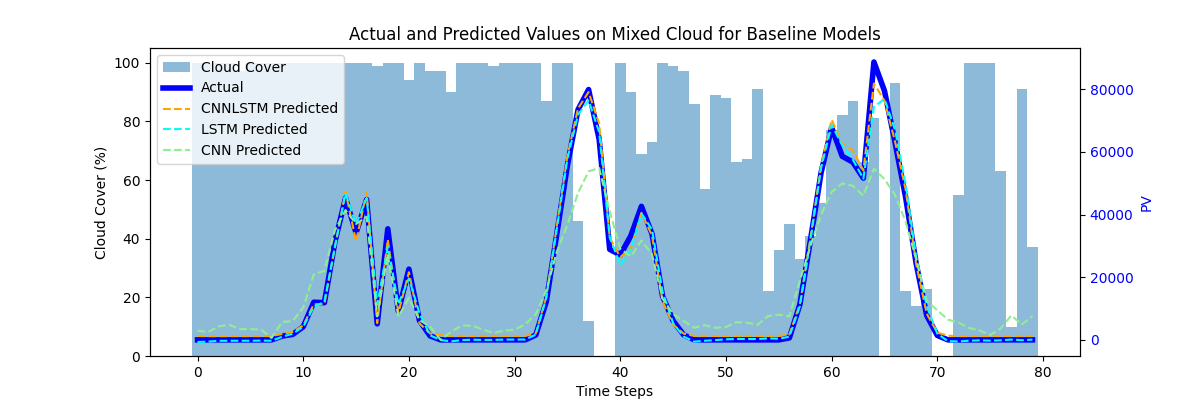 Actual and Predicted Values on Mixed Cloud for Baseline Models
Cloud Cover
Actual
CNNLSTM Predicted
LSTM Predicted
CNN Predicted
Cloud Cover (%)
100
80
60
40
20
0
80000
60000
40000
20000
0
PV
0 10 20 30 40 50 60 70 80
Time Steps